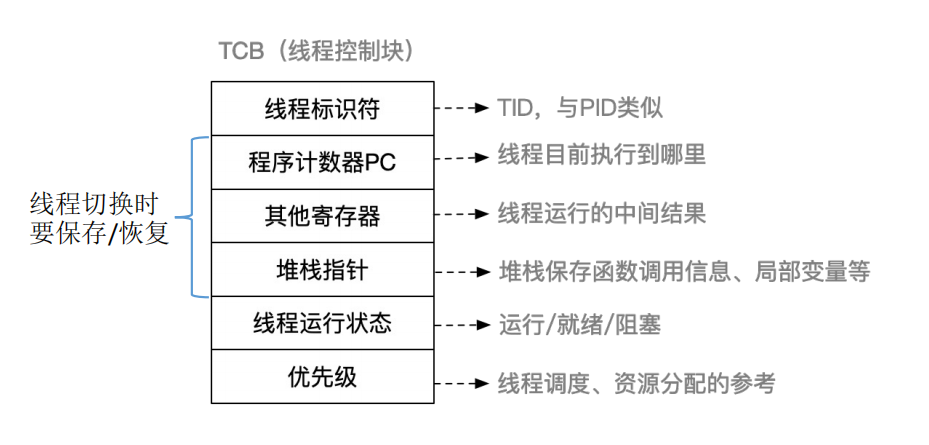 TCB（线程控制块）
线程标识符
TID，与PID类似
程序计数器PC
线程目前执行到哪里
线程切换时
要保存/恢复
其他寄存器
线程运行的中间结果
堆栈指针
堆栈保存函数调用信息、局部变量等
线程运行状态
运行/就绪/阻塞
优先级
线程调度、资源分配的参考